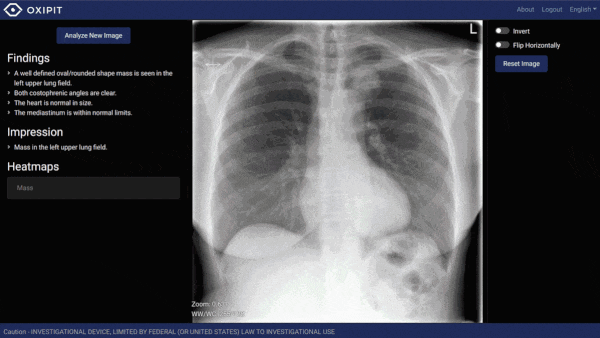 OXIPIT
About Logout English
Analyze New Image
L
Invert
Flip Horizontally
Reset Image
Findings
A well defined oval/rounded shape mass is seen in the
left upper lung field.
Both costophrenic angles are clear.
The heart is normal in size.
The mediastinum is within normal limits.
Impression
Mass in the left upper lung field.
Heatmaps
Mass
Zoom:
Caution - INVESTIGATIONAL DEVICE, LIMITED BY FEDERAL (OR UNITED STATES) LAW TO INVESTIGATIONAL USE